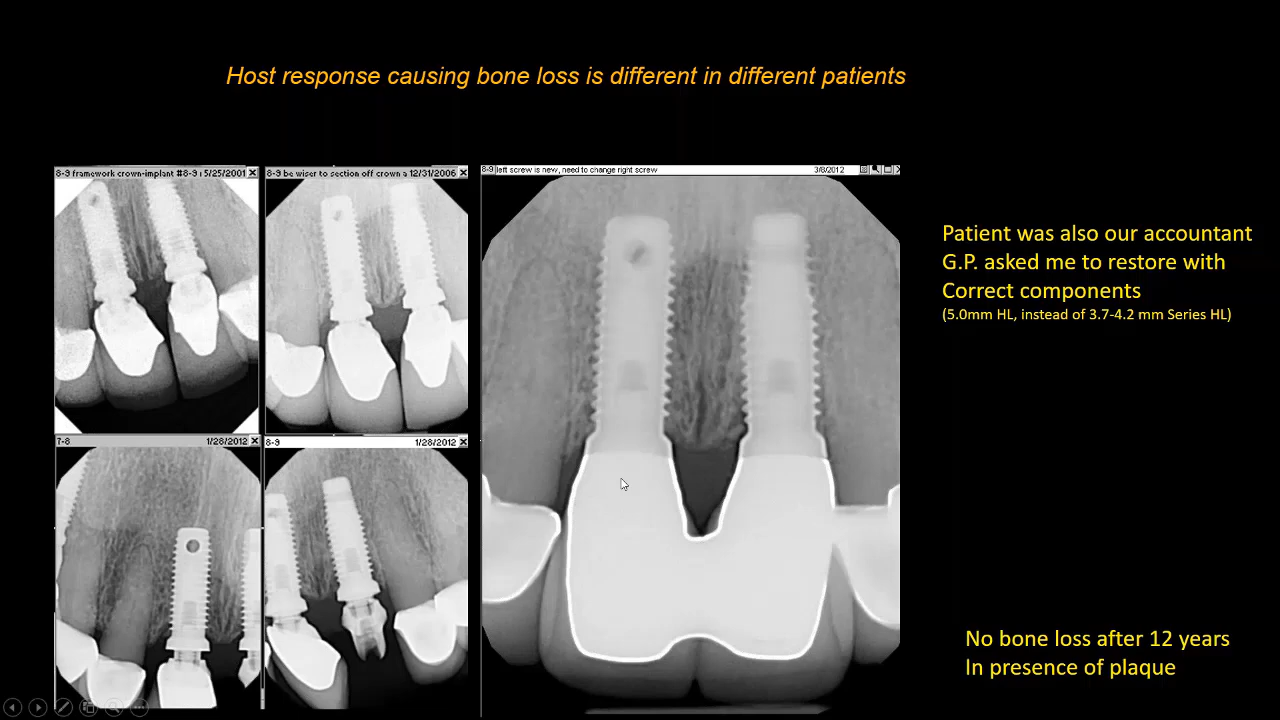 Host response causing bone loss is different in different patients
8-9 framework crown-implant #8-9 5/25/2001
8-9 be wiser to section off crown a 12/31/2006
8-9 left screw is new, need to change right screw 3/8/2012
Patient was also our accountant
G.P. asked me to restore with
Correct components
(5.0mm HL, instead of 3.7-4.2 mm Series HL)
7-8 1/28/2012
8-9 1/28/2012
No bone loss after 12 years
In presence of plaque